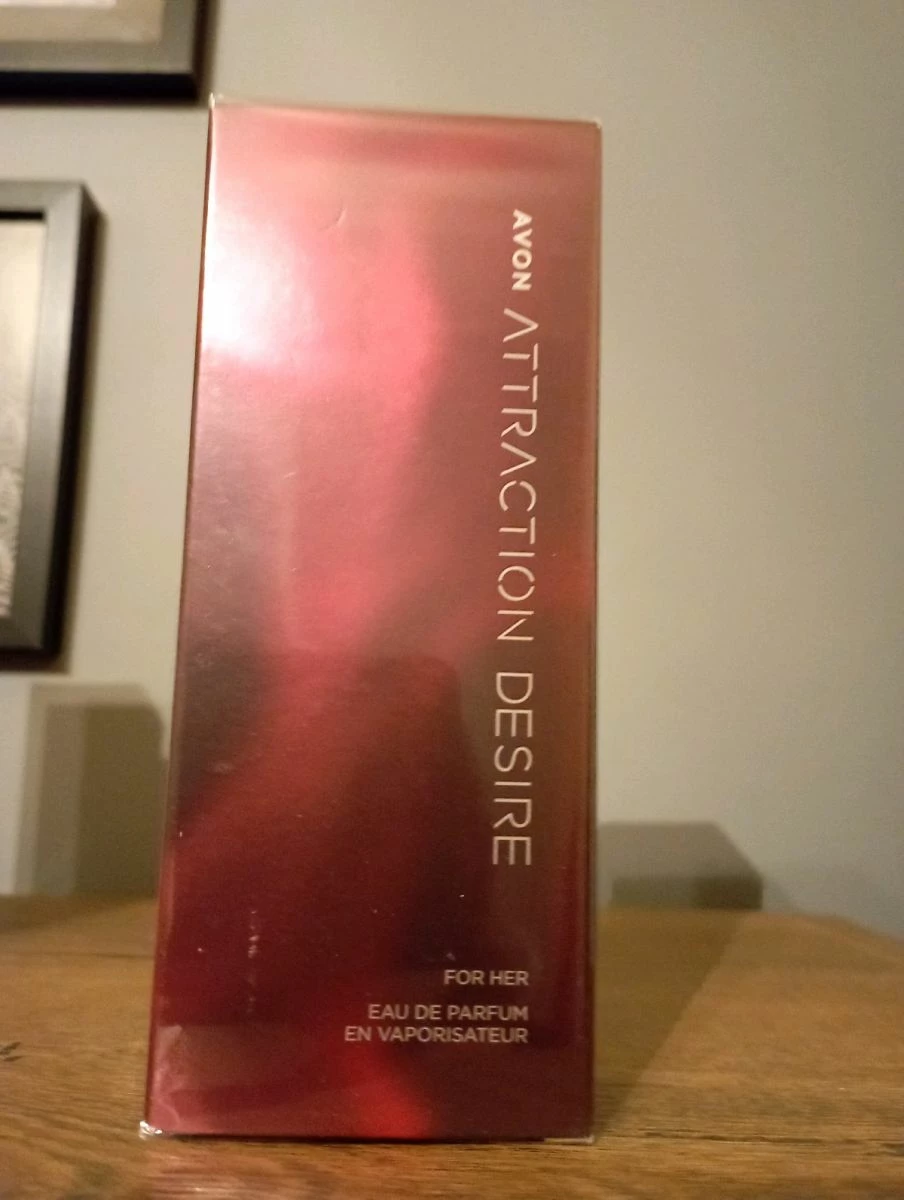 AVON ATTRACTION DESIRE
FOR HER
EAU DE PARFUM
EN VAPORISATEUR